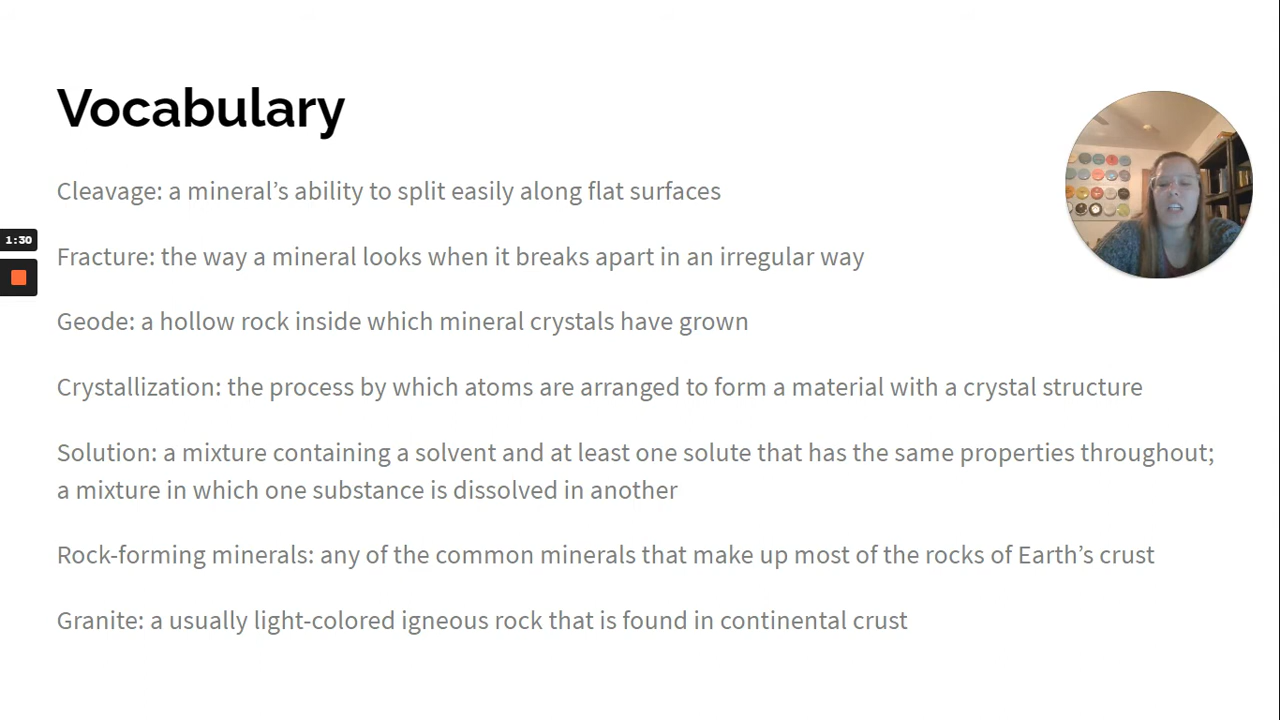 Vocabulary
Cleavage: a mineral’s ability to split easily along flat surfaces
1:30
Fracture: the way a mineral looks when it breaks apart in an irregular way
Geode: a hollow rock inside which mineral crystals have grown
Crystallization: the process by which atoms are arranged to form a material with a crystal structure
Solution: a mixture containing a solvent and at least one solute that has the same properties throughout;
a mixture in which one substance is dissolved in another
Rock-forming minerals: any of the common minerals that make up most of the rocks of Earth’s crust
Granite: a usually light-colored igneous rock that is found in continental crust